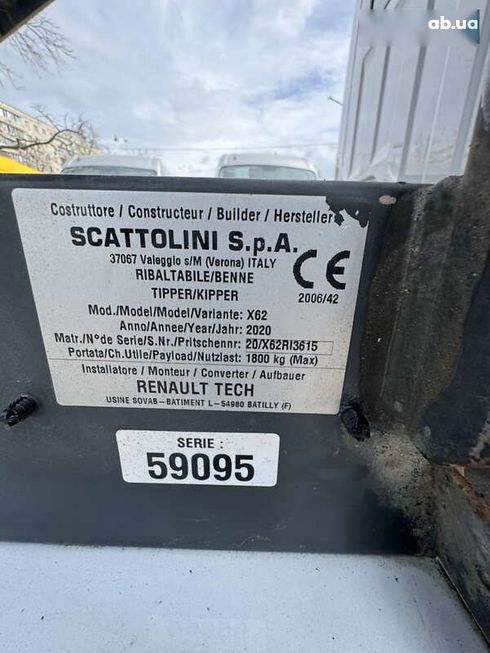 ab.ua
Costruttore / Constructeur / Builder / Hersteller
SCATTOLINI S.p.A.
37067 Valeggio s/M (Verona) ITALY
RIBALTABILE/BENNE
TIPPER/KIPPER
CE
2006/42
Mod./Model/Model/Variante: X62
Anno/Annee/Year/Jahr: 2020
Matr./N°de Serie/S.Nr./Pritschennr: 20/X62RI3615
Portata/Ch.Utile/Payload/Nutzlast: 1800 kg (Max)
Installatore / Monteur / Converter / Aufbauer
RENAULT TECH
USINE SOVAB-BATIMENT L-54980 BATILLY (F)
SERIE :
59095